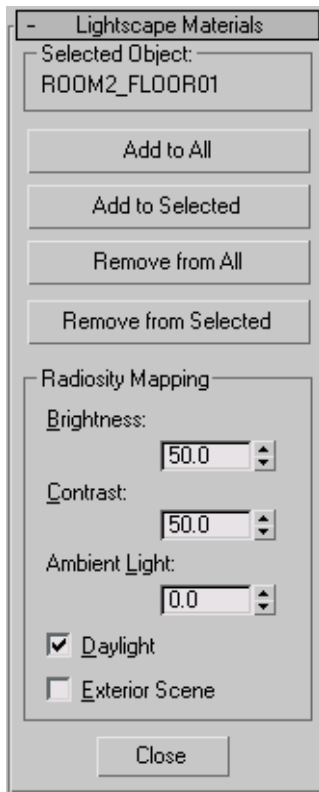 - Lightscape Materials
Selected Object:
ROOM2_FLOOR01
Add to All
Add to Selected
Remove from All
Remove from Selected
Radiosity Mapping
Brightness:
50.0
Contrast:
50.0
Ambient Light:
0.0
Daylight
Exterior Scene
Close